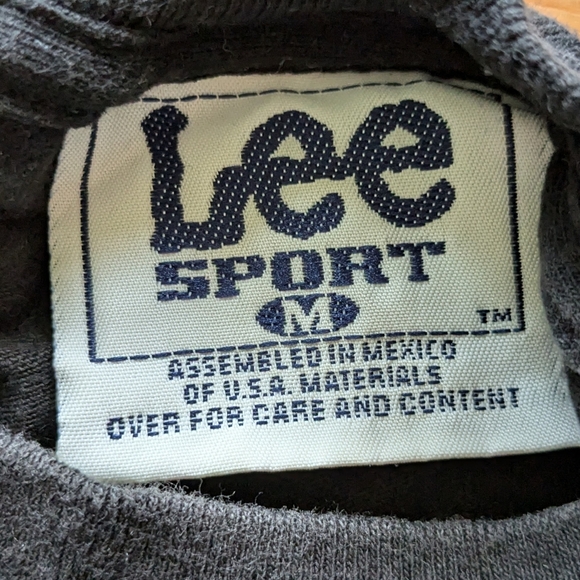 Lee
SPORT
M
TM
ASSEMBLED IN MEXICO
OF U.S.A. MATERIALS
OVER FOR CARE AND CONTENT